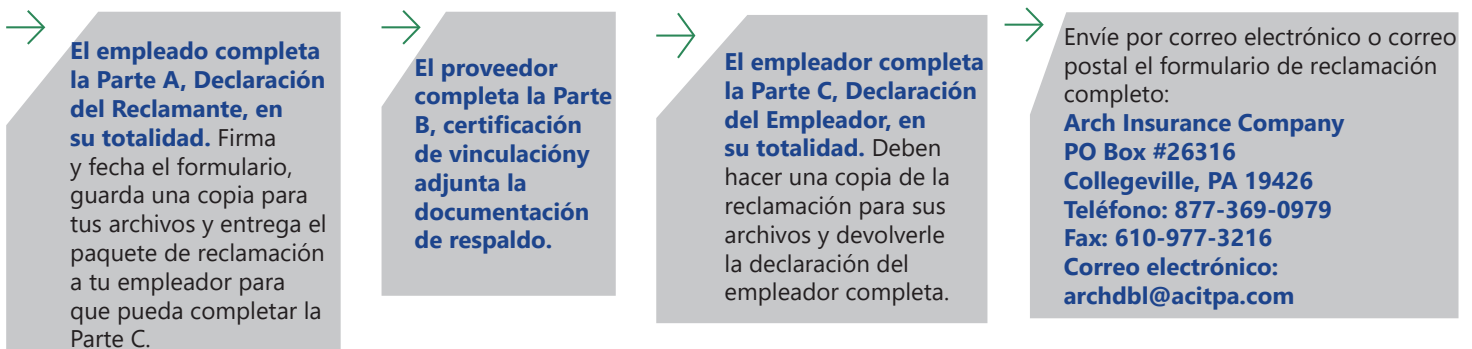 El empleado completa
la Parte A, Declaración
del Reclamante, en
su totalidad. Firma
y fecha el formulario,
guarda una copia para
tus archivos y entrega el
paquete de reclamación
a tu empleador para
que pueda completar la
Parte C.
El proveedor
completa la Parte
B, certificación
de vinculacióny
adjunta la
documentación
de respaldo.
El empleador completa
la Parte C, Declaración
del Empleador, en
su totalidad. Deben
hacer una copia de la
reclamación para sus
archivos y devolverle
la declaración del
empleador completa.
Envíe por correo electrónico o correo
postal el formulario de reclamación
completo:
Arch Insurance Company
PO Box #26316
Collegeville, PA 19426
Teléfono: 877-369-0979
Fax: 610-977-3216
Correo electrónico:
archdbl@acitpa.com